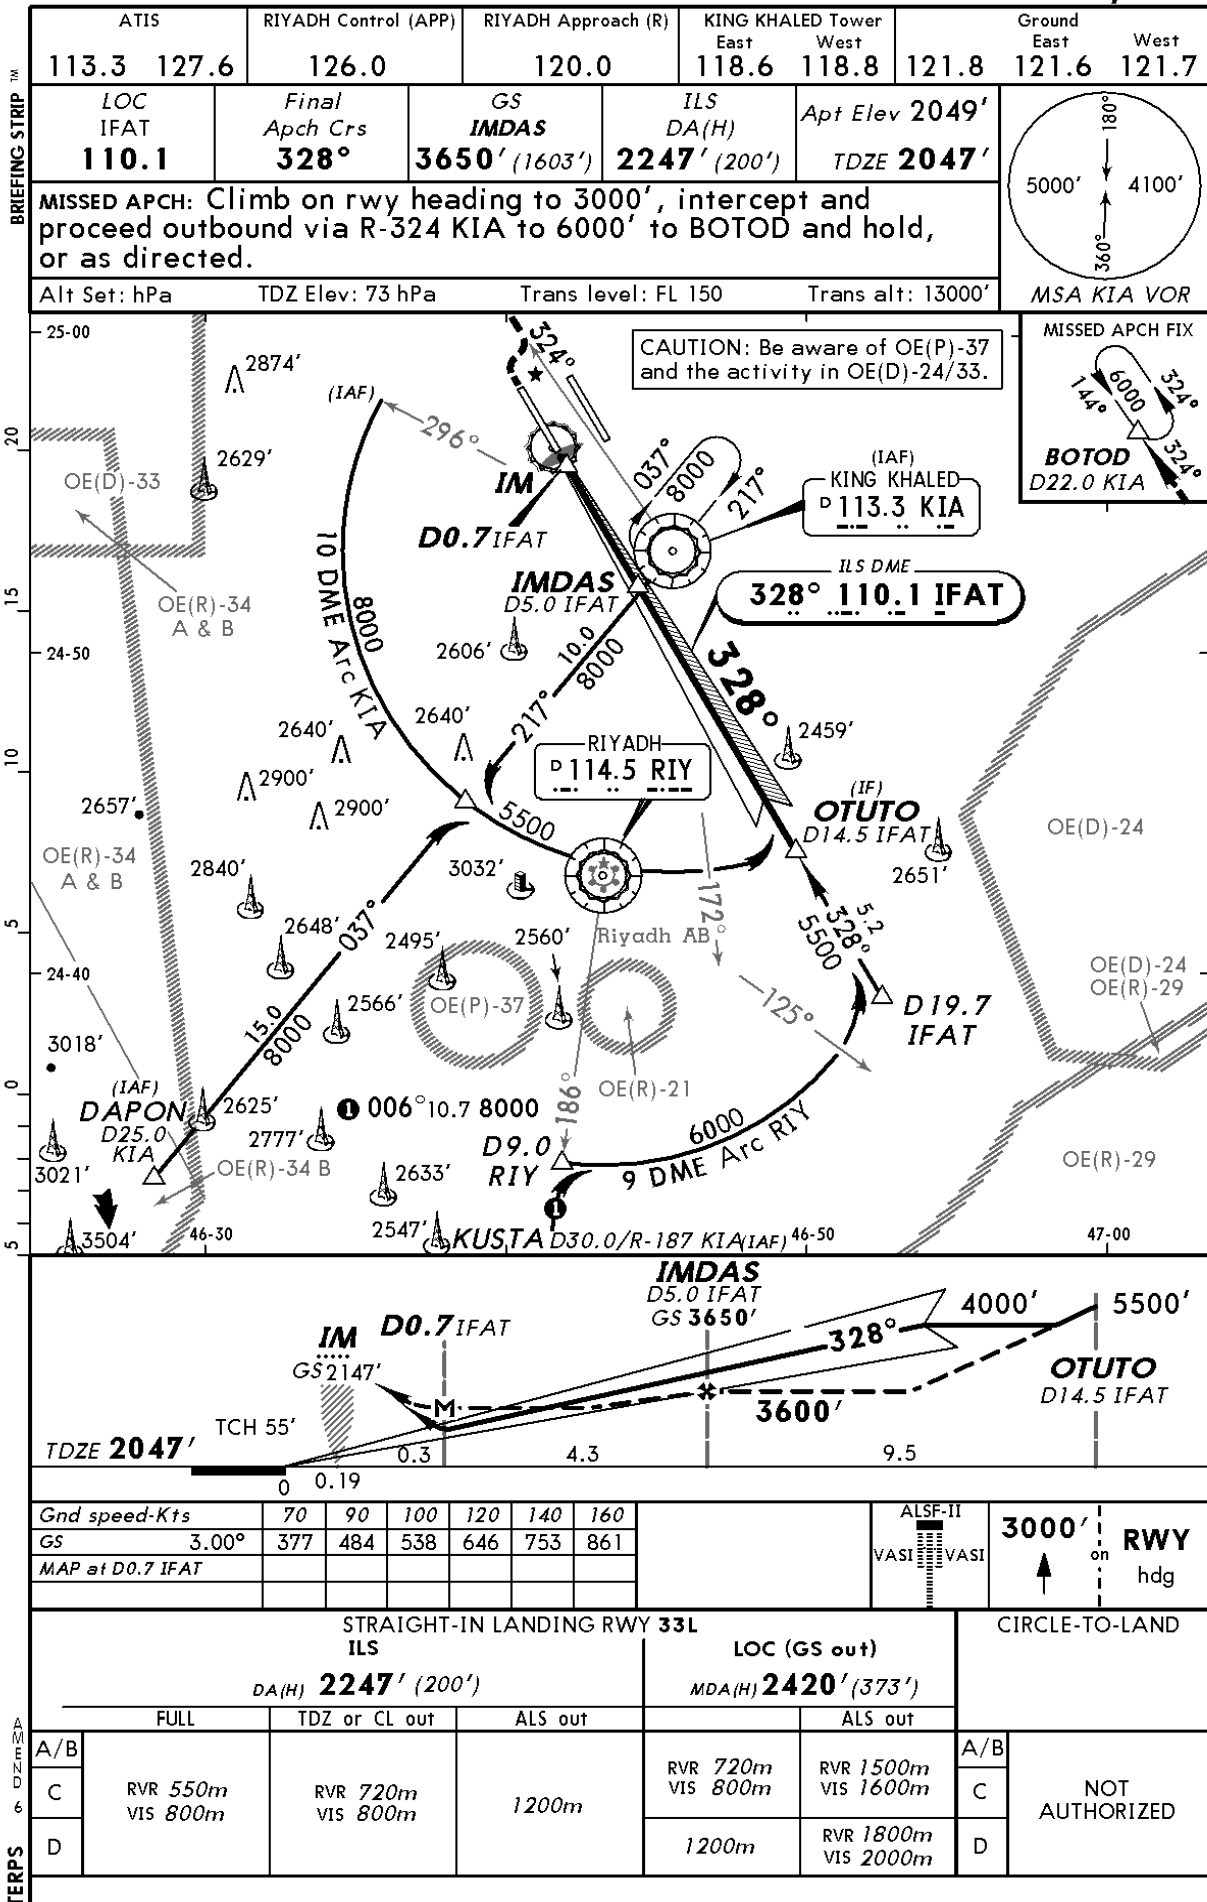 ATIS
113.3 127.6
RIYADH Control (APP)
126.0
RIYADH Approach (R)
120.0
KING KHALED Tower
East West
118.6 118.8
Ground
East West
121.8 121.6 121.7
BRIEFING STRIP TM
LOC
IFAT
110.1
Final
Apch Crs
328°
GS
IMDAS
3650' (1603')
ILS
DA(H)
2247' (200')
Apt Elev 2049'
TDZE 2047'
MISSED APCH: Climb on rwy heading to 3000', intercept and
proceed outbound via R-324 KIA to 6000' to BOTOD and hold,
or as directed.
Alt Set: hPa TDZ Elev: 73 hPa Trans level: FL 150 Trans alt: 13000'
180°
5000' 4100'
360°
MSA KIA VOR
25-00
CAUTION: Be aware of OE(P)-37
and the activity in OE(D)-24/33.
MISSED APCH FIX
6000
324°
144°
324°
BOTOD
D22.0 KIA
2874'
(IAF)
296°
324°
20
2629'
OE(D)-33
IM
D0.7 IFAT
037°
8000
217°
(IAF)
KING KHALED
D 113.3 KIA
IMDAS
D5.0 IFAT
ILS DME
328° 110.1 IFAT
15
OE(R)-34
A & B
10 DME Arc KIA
8000
24-50
2606'
10.0
8000
217°
328°
2640'
2640'
2459'
10
2900'
2900'
2657'
RIYADH
D 114.5 RIY
(IF)
OTUTO
D14.5 IFAT
5500
OE(D)-24
OE(R)-34
A & B
2840'
3032'
2651'
2648'
037°
2495'
2560'
Riyadh AB
172°
5.2
328°
5500
5
24-40
2566'
OE(P)-37
OE(D)-24
OE(R)-29
D19.7
IFAT
125°
15.0
8000
3018'
OE(R)-21
0
(IAF)
DAPON
D25.0
KIA
2625'
1 006° 10.7 8000
186°
6000
9 DME Arc RIY
2777'
D9.0
RIY
OE(R)-34 B
3021'
2633'
OE(R)-29
1
5
3504'
46-30
2547'
KUSTA D30.0/R-187 KIA(IAF)
46-50
47-00
IMDAS
D5.0 IFAT
GS 3650'
IM
GS 2147'
D0.7 IFAT
328°
4000'
5500'
OTUTO
D14.5 IFAT
M
3600'
TCH 55'
TDZE 2047'
0.3 4.3 9.5
0 0.19
Gnd speed-Kts 70 90 100 120 140 160
GS 3.00° 377 484 538 646 753 861
MAP at D0.7 IFAT
ALSF-II
VASI VASI
3000' on RWY
hdg
STRAIGHT-IN LANDING RWY 33L
CIRCLE-TO-LAND
ILS
LOC (GS out)
DA(H) 2247' (200')
MDA(H) 2420' (373')
FULL TDZ or CL out ALS out
ALS out
A/B
C
D
RVR 550m
VIS 800m
RVR 720m
VIS 800m
1200m
RVR 720m
VIS 800m
RVR 1500m
VIS 1600m
1200m
RVR 1800m
VIS 2000m
A/B
C
D
NOT
AUTHORIZED
AMEND 6
TERPS